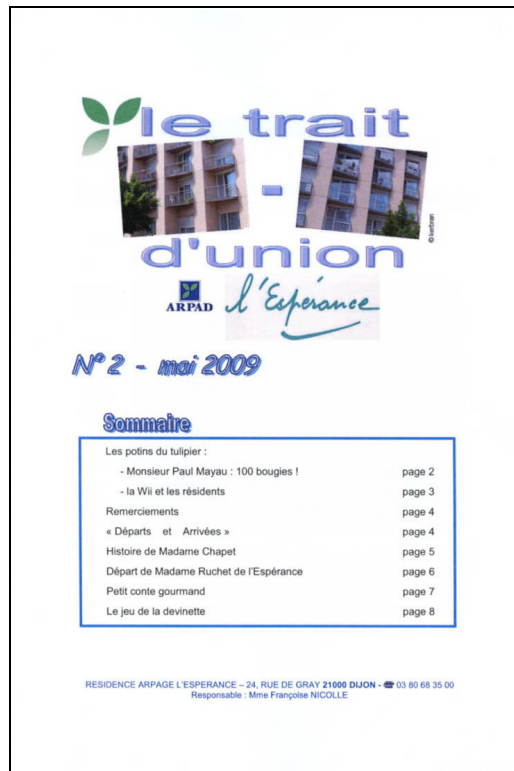 le trait
-
d'union
© kerbran
ARPAD l'Espérance
N° 2 - mai 2009
Sommaire
Les potins du tulipier :
- Monsieur Paul Mayau : 100 bougies ! page 2
- la Wii et les résidents page 3
Remerciements page 4
« Départs et Arrivées » page 4
Histoire de Madame Chapet page 5
Départ de Madame Ruchet de l'Espérance page 6
Petit conte gourmand page 7
Le jeu de la devinette page 8
RESIDENCE ARPAGE L'ESPERANCE – 24, RUE DE GRAY 21000 DIJON - ☎ 03 80 68 35 00
Responsable : Mme Françoise NICOLLE